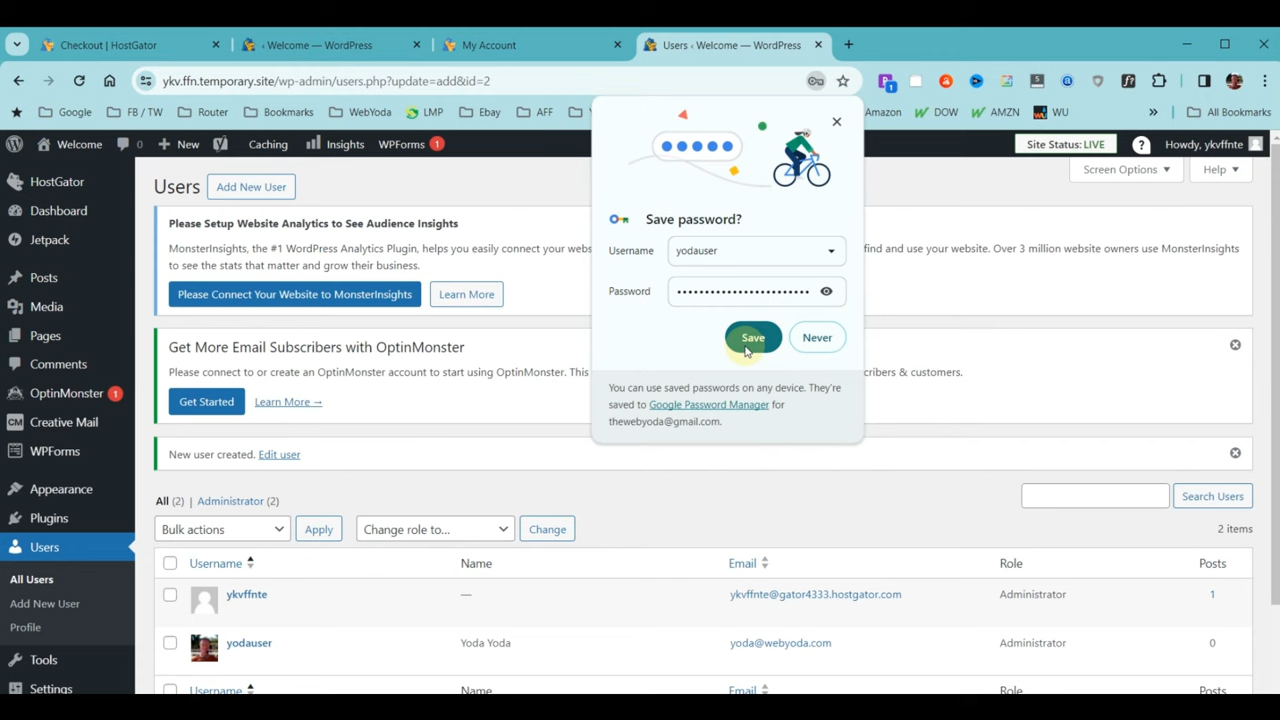 Checkout | HostGator
‹ Welcome — WordPress
My Account
Users ‹ Welcome — WordPress
ykv.ffn.temporary.site/wp-admin/users.php?update=add&id=2
1
Google
FB / TW
Router
Bookmarks
WebYoda
LMP
Ebay
AFF
Amazon
DOW
AMZN
WU
All Bookmarks
Welcome
0
New
Caching
Insights
WPForms
1
Site Status: LIVE
Howdy, ykvffnte
HostGator
Dashboard
Jetpack
Posts
Media
Pages
Comments
OptinMonster
1
Creative Mail
WPForms
Appearance
Plugins
Users
All Users
Add New User
Profile
Tools
Settings
Users
Add New User
Screen Options
Help
Please Setup Website Analytics to See Audience Insights
MonsterInsights, the #1 WordPress Analytics Plugin, helps you easily connect your webs
find and use your website. Over 3 million website owners use MonsterInsights
to see the stats that matter and grow their business.
Please Connect Your Website to MonsterInsights
Learn More
Get More Email Subscribers with OptinMonster
Please connect to or create an OptinMonster account to start using OptinMonster. This
scribers & customers.
Get Started
Learn More →
New user created. Edit user
Save password?
Username
yodauser
Password
Save
Never
You can use saved passwords on any device. They're
saved to Google Password Manager for
thewebyoda@gmail.com.
All (2) | Administrator (2)
Search Users
Bulk actions
Apply
Change role to...
Change
2 items
Username
Name
Email
Role
Posts
ykvffnte
—
ykvffnte@gator4333.hostgator.com
Administrator
1
yodauser
Yoda Yoda
yoda@webyoda.com
Administrator
0
Username
Name
Email
Role
Posts